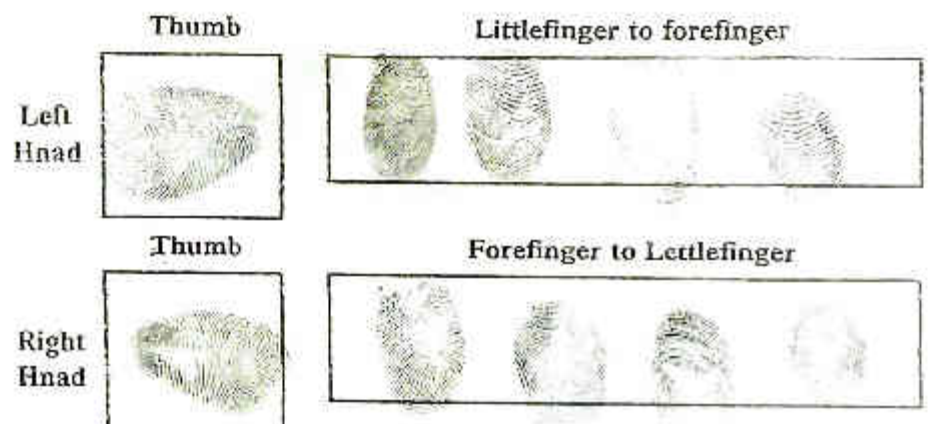 Thumb
Littlefinger to forefinger
Left
Hnad
Thumb
Forefinger to Lettlefinger
Right
Hnad